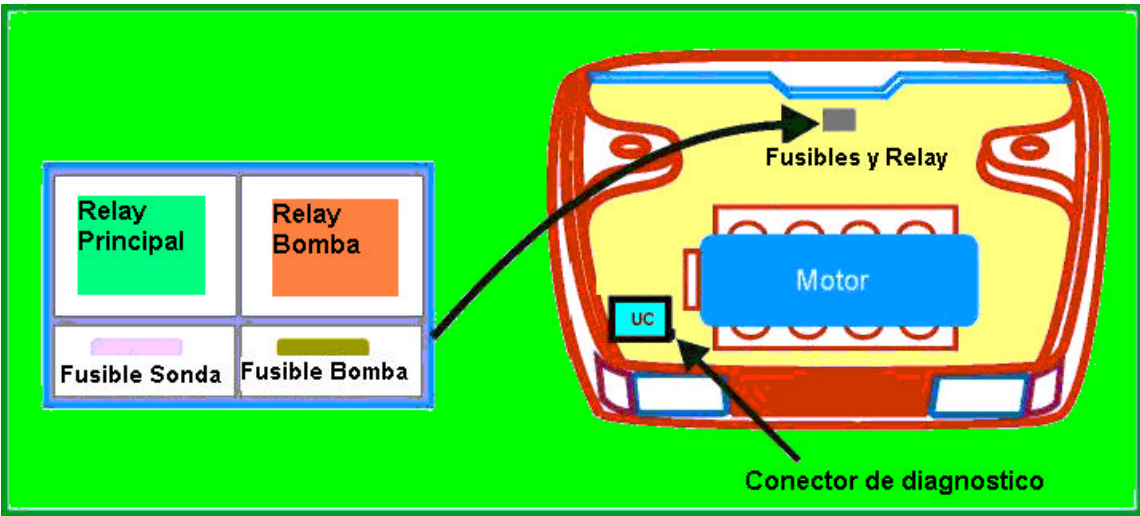 Relay
Principal
Relay
Bomba
Fusible Sonda
Fusible Bomba
Fusibles y Relay
Motor
UC
Conector de diagnostico